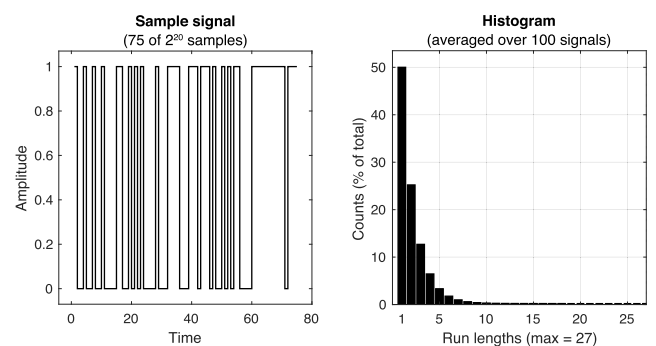 Sample signal
(75 of 2²⁰ samples)
1
0.8
0.6
0.4
0.2
0
Amplitude
0 20 40 60 80
Time
Histogram
(averaged over 100 signals)
50
40
30
20
10
0
Counts (% of total)
1 5 10 15 20 25
Run lengths (max = 27)